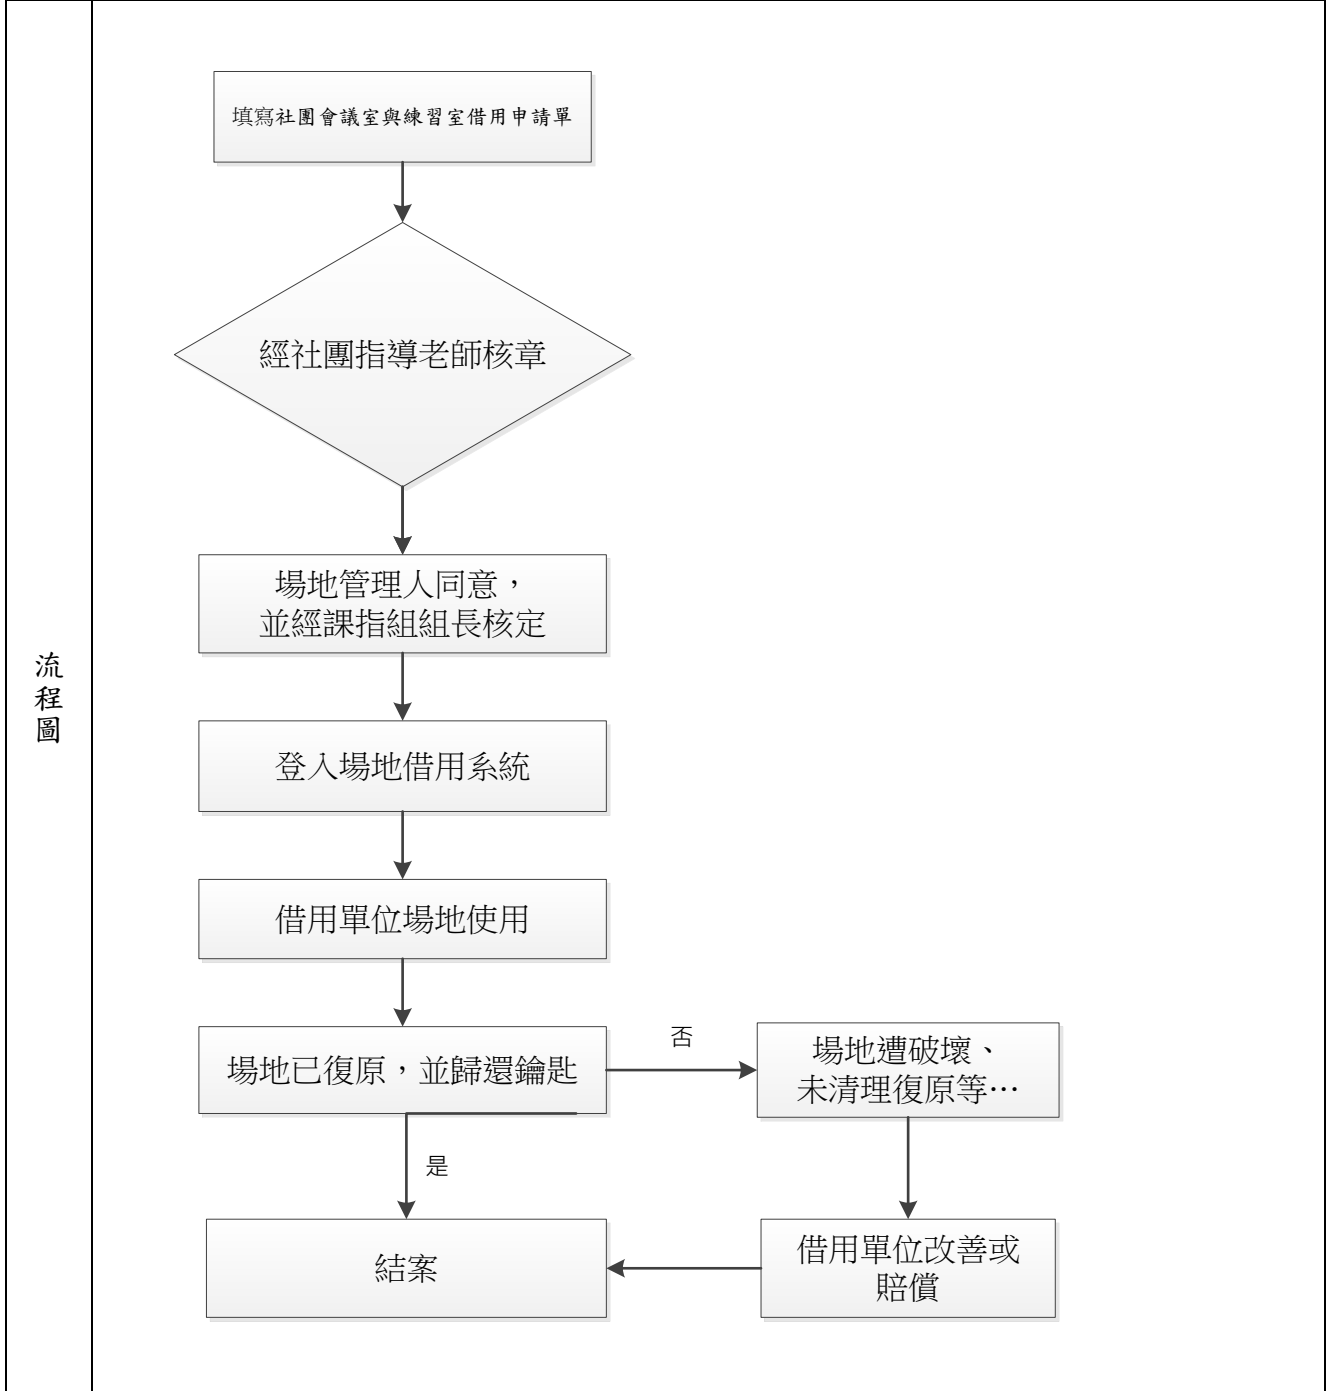 流
程
圖
填寫社團會議室與練習室借用申請單
經社團指導老師核章
場地管理人同意，
並經課指組組長核定
登入場地借用系統
借用單位場地使用
場地已復原，並歸還鑰匙
否
場地遭破壞、
未清理復原等…
是
結案
借用單位改善或
賠償